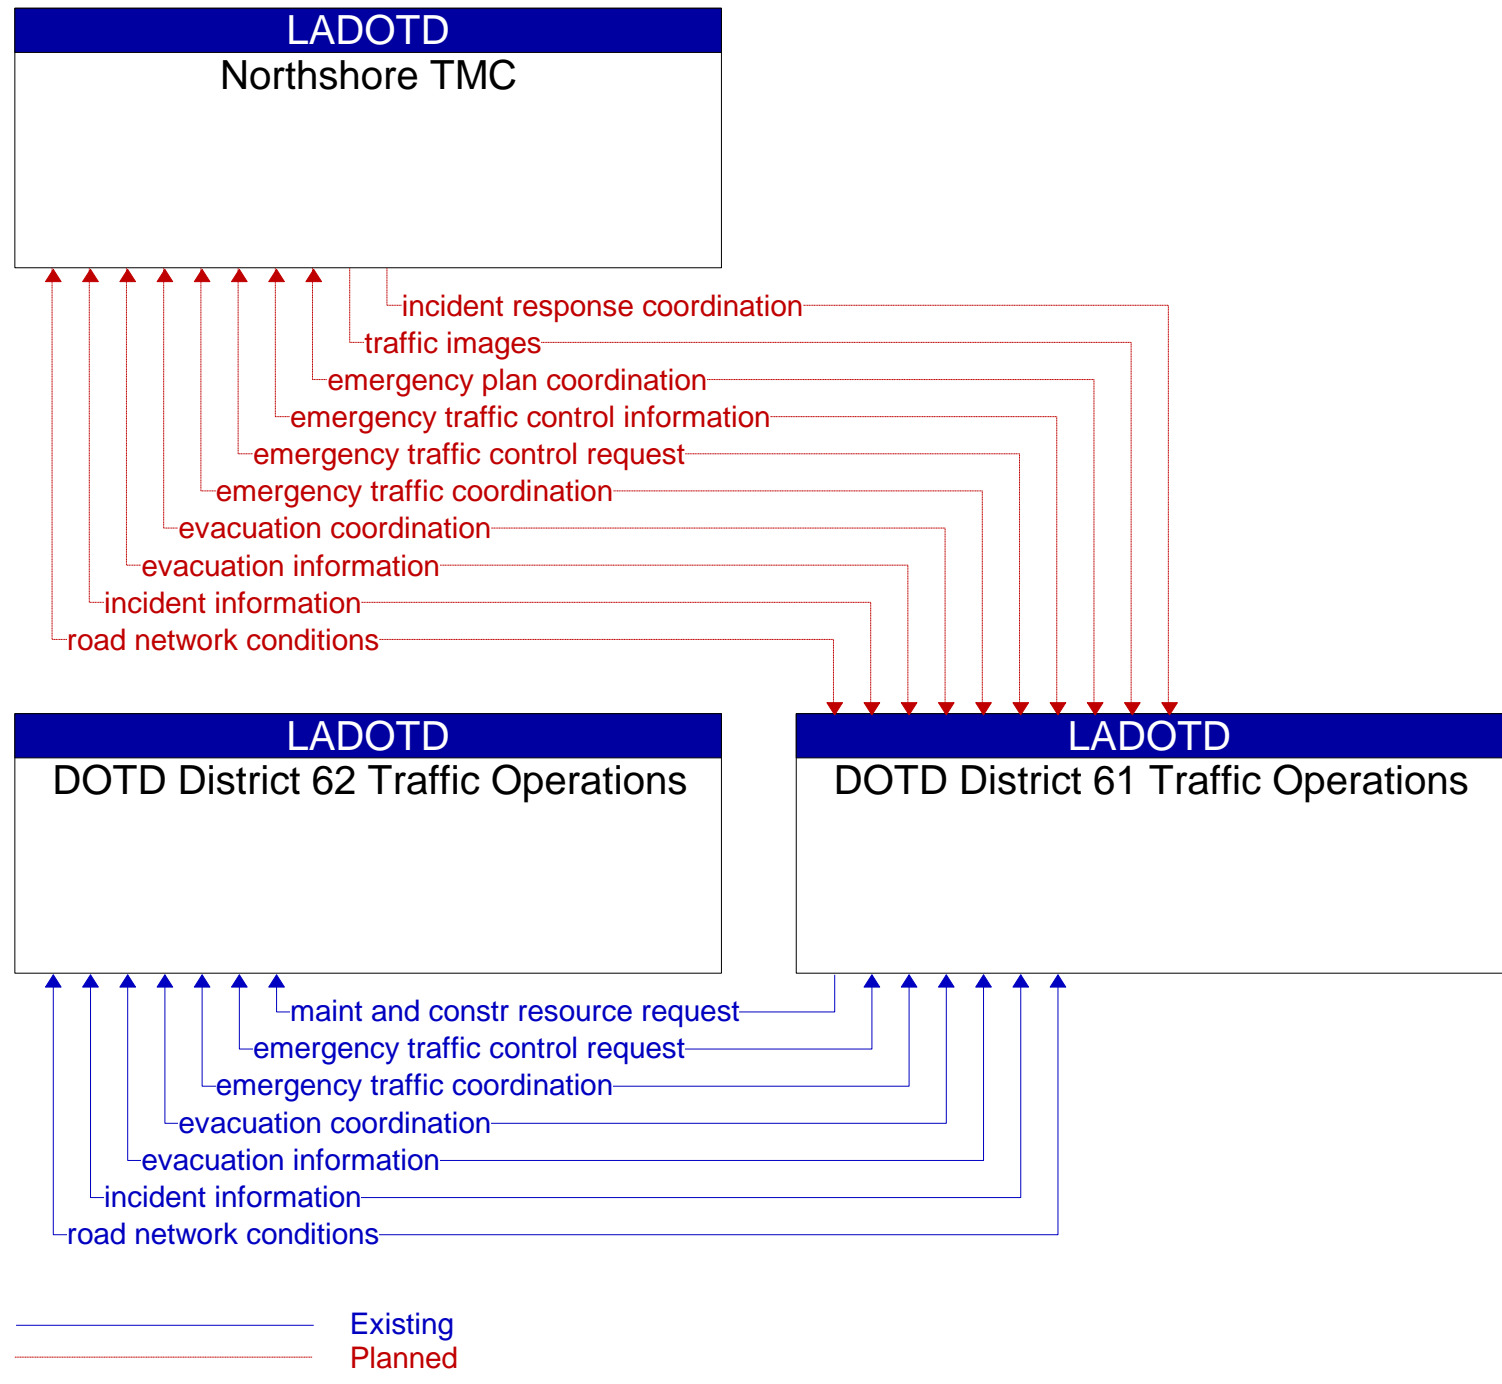 LADOTD
Northshore TMC
incident response coordination
traffic images
emergency plan coordination
emergency traffic control information
emergency traffic control request
emergency traffic coordination
evacuation coordination
evacuation information
incident information
road network conditions
LADOTD
DOTD District 62 Traffic Operations
LADOTD
DOTD District 61 Traffic Operations
maint and constr resource request
emergency traffic control request
emergency traffic coordination
evacuation coordination
evacuation information
incident information
road network conditions
Existing
Planned